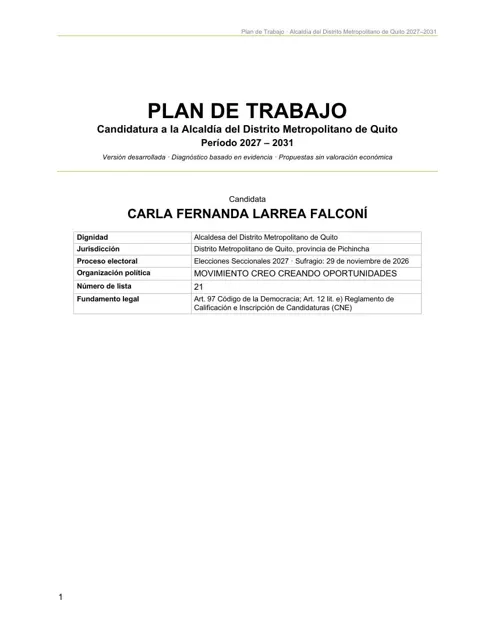 Plan de Trabajo · Alcaldía del Distrito Metropolitano de Quito 2027–2031
PLAN DE TRABAJO
Candidatura a la Alcaldía del Distrito Metropolitano de Quito
Período 2027 – 2031
Versión desarrollada · Diagnóstico basado en evidencia · Propuestas sin valoración económica
Candidata
CARLA FERNANDA LARREA FALCONÍ
Dignidad Alcaldesa del Distrito Metropolitano de Quito
Jurisdicción Distrito Metropolitano de Quito, provincia de Pichincha
Proceso electoral Elecciones Seccionales 2027 · Sufragio: 29 de noviembre de 2026
Organización política MOVIMIENTO CREO CREANDO OPORTUNIDADES
Número de lista 21
Fundamento legal Art. 97 Código de la Democracia; Art. 12 lit. e) Reglamento de
Calificación e Inscripción de Candidaturas (CNE)
1